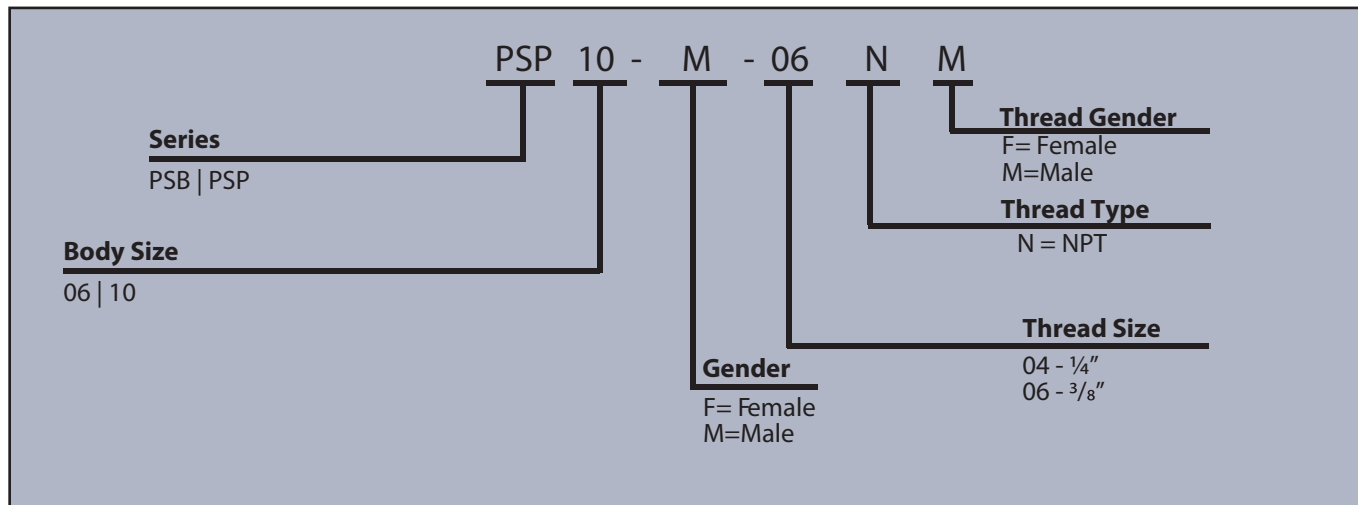 PSP 10 - M - 06 N M
Thread Gender
F= Female
M=Male
Series
PSB | PSP
Thread Type
N = NPT
Body Size
06 | 10
Thread Size
04 - ¼"
06 - ³/₈"
Gender
F= Female
M=Male